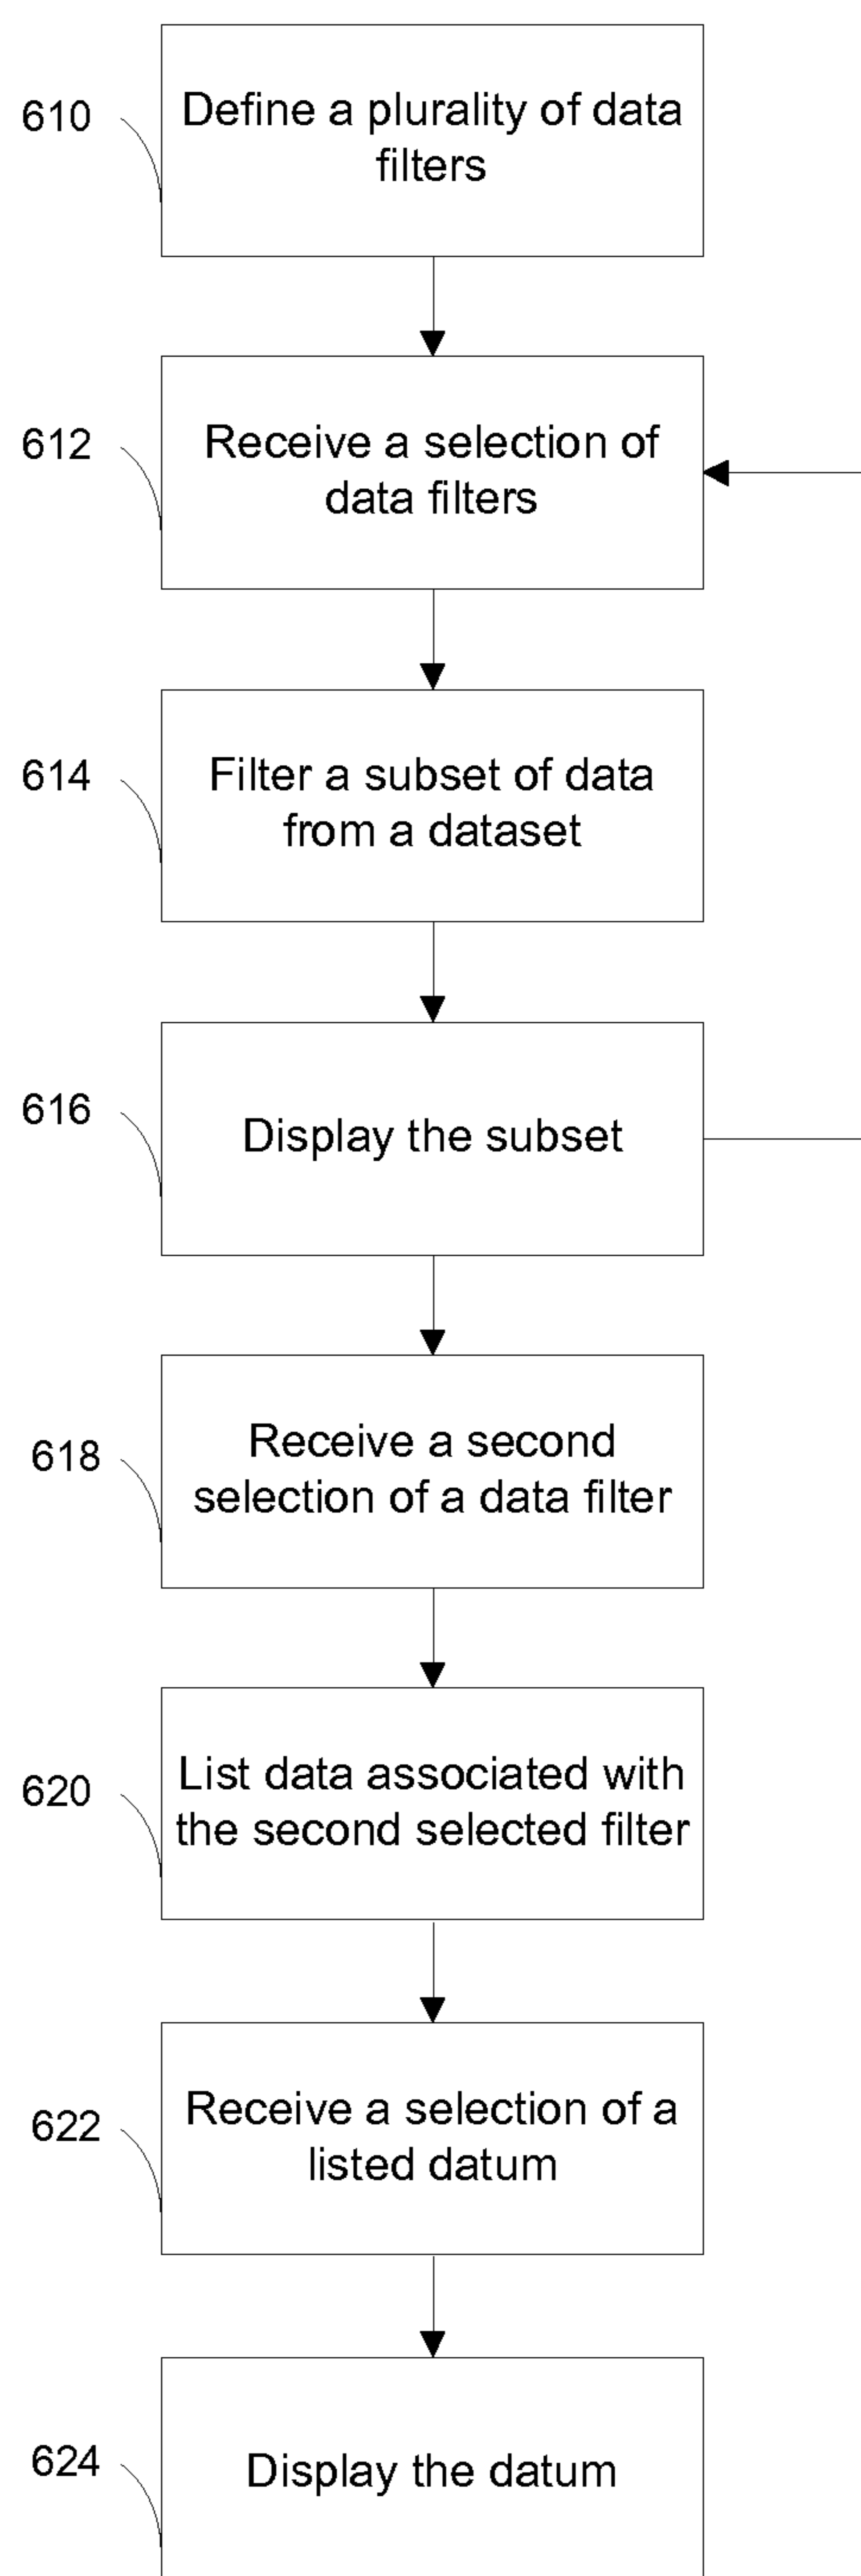 610
Define a plurality of data
filters
612
Receive a selection of
data filters
614
Filter a subset of data
from a dataset
616
Display the subset
618
Receive a second
selection of a data filter
620
List data associated with
the second selected filter
622
Receive a selection of a
listed datum
624
Display the datum